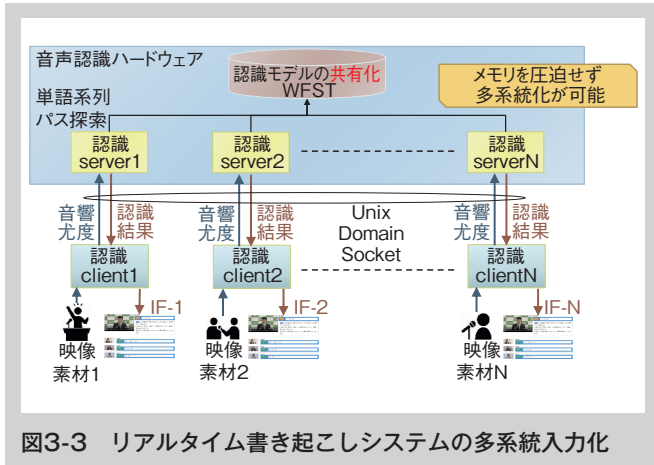 音声認識ハードウェア
認識モデルの共有化
WFST
メモリを圧迫せず
多系統化が可能
単語系列
パス探索
認識
server1
認識
server2
認識
serverN
音響
尤度
認識
結果
音響
尤度
認識
結果
Unix
Domain
Socket
音響
尤度
認識
結果
認識
client1
認識
client2
認識
clientN
IF-1
IF-2
IF-N
映像
素材1
映像
素材2
映像
素材N
図3-3 リアルタイム書き起こしシステムの多系統入力化